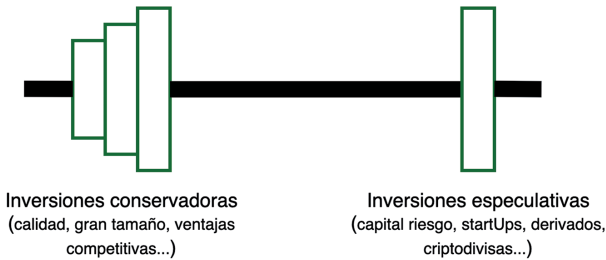 Inversiones conservadoras
(calidad, gran tamaño, ventajas
competitivas...)
Inversiones especulativas
(capital riesgo, startUps, derivados,
criptodivisas...)